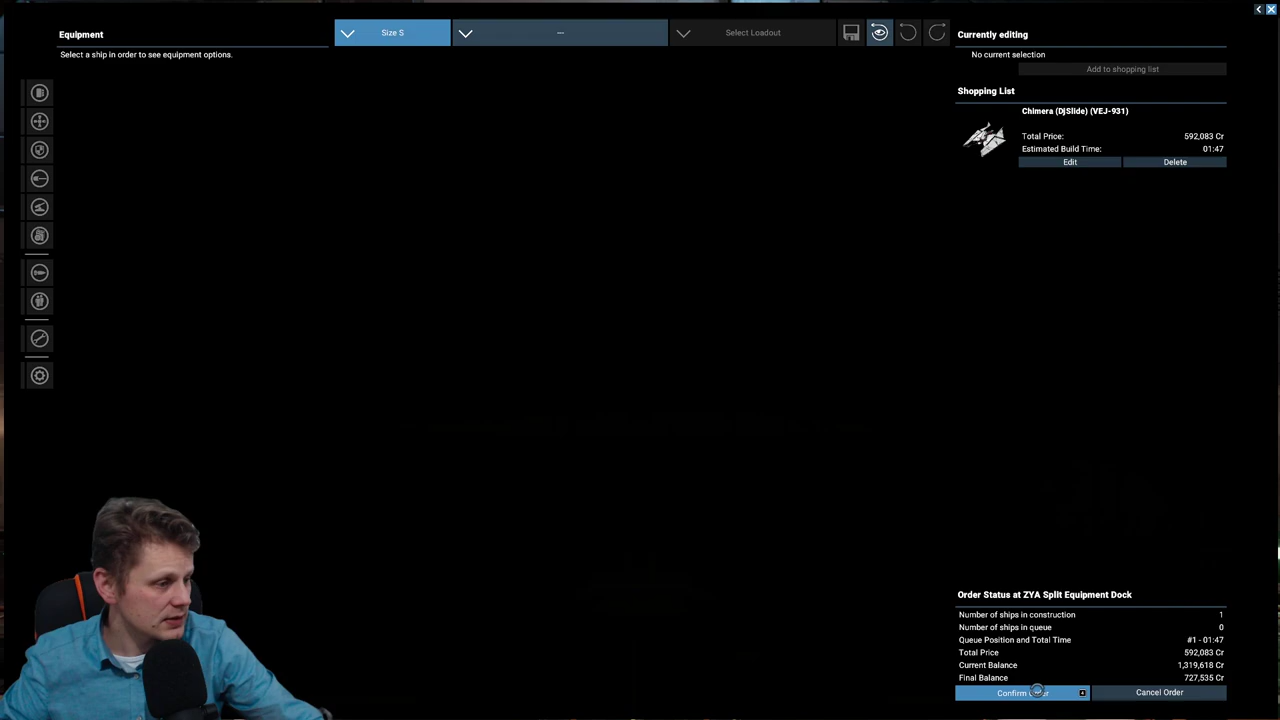 Equipment
Select a ship in order to see equipment options.
Size S
---
Select Loadout
Currently editing
No current selection
Add to shopping list
Shopping List
Chimera (DjSlide) (VEJ-931)
Total Price: 592,083 Cr
Estimated Build Time: 01:47
Edit Delete
Order Status at ZYA Split Equipment Dock
Number of ships in construction 1
Number of ships in queue 0
Queue Position and Total Time #1 - 01:47
Total Price 592,083 Cr
Current Balance 1,319,618 Cr
Final Balance 727,535 Cr
Confirm Order Cancel Order